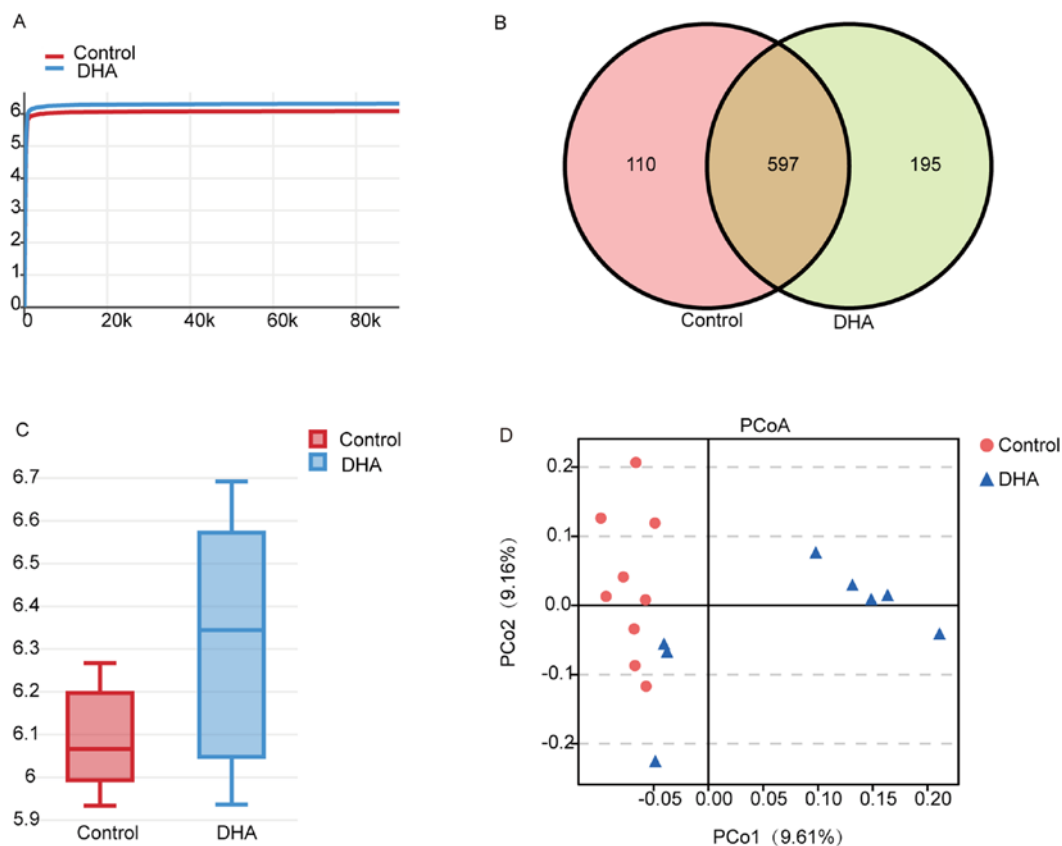 A
Control
DHA
6
5
4
3
2
1
0
0 20k 40k 60k 80k
B
110 597 195
Control DHA
C
Control
DHA
6.7
6.6
6.5
6.4
6.3
6.2
6.1
6
5.9
Control DHA
D
PCoA
Control
DHA
0.2
0.1
0.0
-0.1
-0.2
PCo2 (9.16%)
-0.05 0.00 0.05 0.10 0.15 0.20
PCo1 (9.61%)